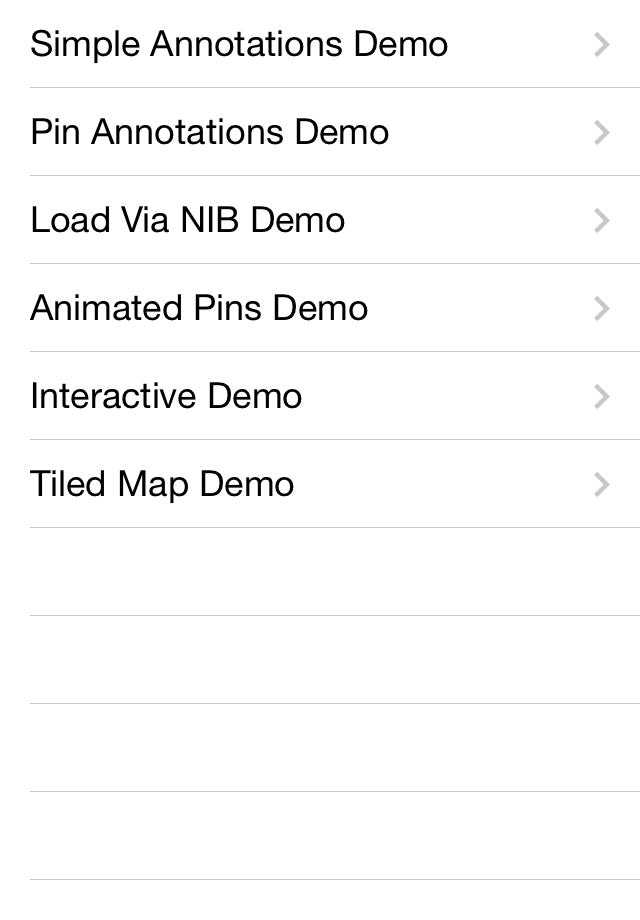 Simple Annotations Demo
Pin Annotations Demo
Load Via NIB Demo
Animated Pins Demo
Interactive Demo
Tiled Map Demo